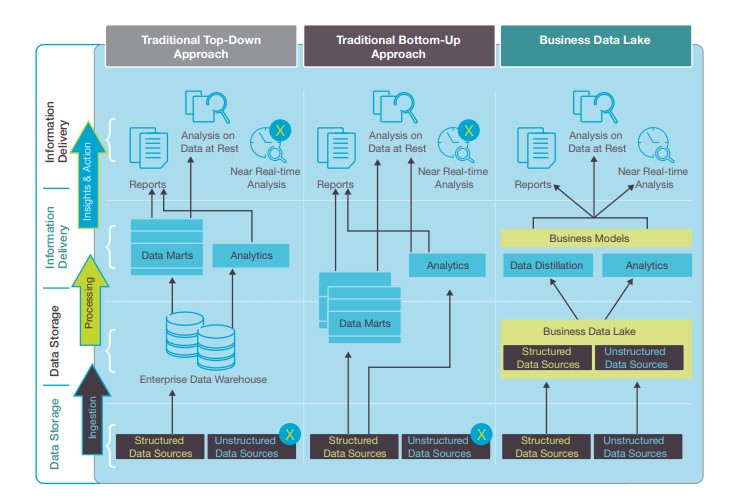 Traditional Top-Down
Approach
Traditional Bottom-Up
Approach
Business Data Lake
Information
Delivery
Insights & Action
Analysis on
Data at Rest
X
Reports
Near Real-time
Analysis
Analysis on
Data at Rest
X
Reports
Near Real-time
Analysis
Analysis on
Data at Rest
Reports
Near Real-time
Analysis
Information
Delivery
Processing
Data Marts
Analytics
Analytics
Business Models
Data Distillation
Analytics
Data Storage
Enterprise Data Warehouse
Data Marts
Business Data Lake
Structured
Data Sources
Unstructured
Data Sources
Data Storage
Ingestion
Structured
Data Sources
Unstructured
Data Sources
X
Structured
Data Sources
Unstructured
Data Sources
X
Structured
Data Sources
Unstructured
Data Sources